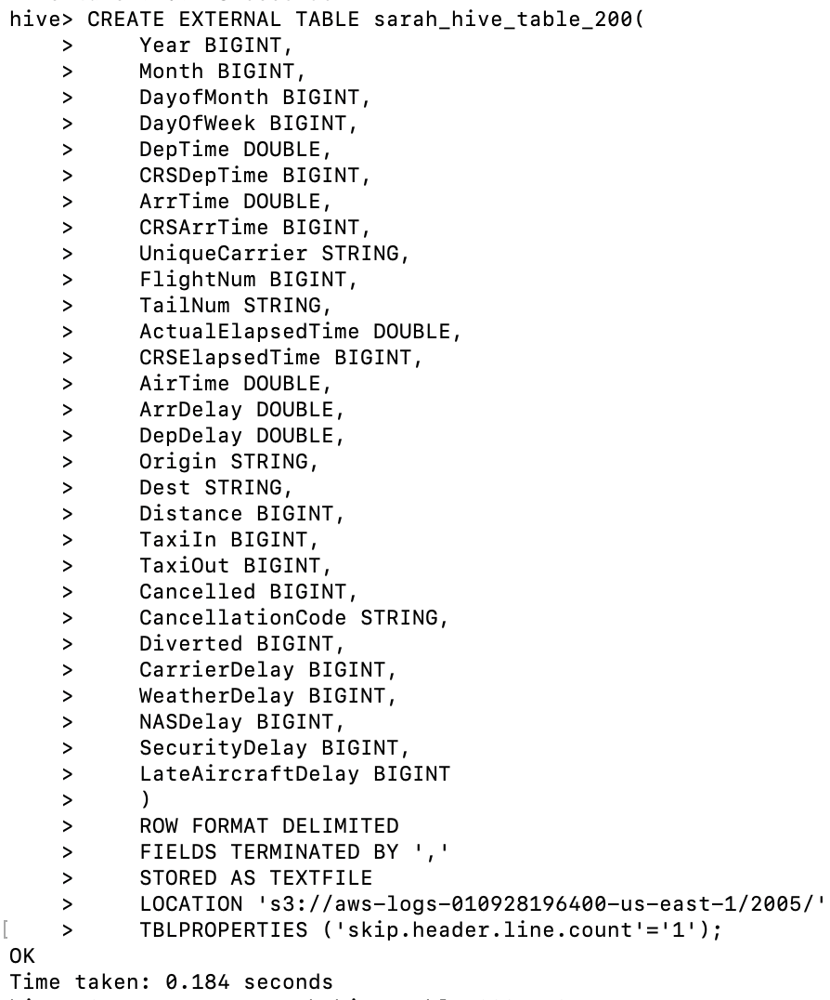 hive> CREATE EXTERNAL TABLE sarah_hive_table_200(
    >     Year BIGINT,
    >     Month BIGINT,
    >     DayofMonth BIGINT,
    >     DayOfWeek BIGINT,
    >     DepTime DOUBLE,
    >     CRSDepTime BIGINT,
    >     ArrTime DOUBLE,
    >     CRSArrTime BIGINT,
    >     UniqueCarrier STRING,
    >     FlightNum BIGINT,
    >     TailNum STRING,
    >     ActualElapsedTime DOUBLE,
    >     CRSElapsedTime BIGINT,
    >     AirTime DOUBLE,
    >     ArrDelay DOUBLE,
    >     DepDelay DOUBLE,
    >     Origin STRING,
    >     Dest STRING,
    >     Distance BIGINT,
    >     TaxiIn BIGINT,
    >     TaxiOut BIGINT,
    >     Cancelled BIGINT,
    >     CancellationCode STRING,
    >     Diverted BIGINT,
    >     CarrierDelay BIGINT,
    >     WeatherDelay BIGINT,
    >     NASDelay BIGINT,
    >     SecurityDelay BIGINT,
    >     LateAircraftDelay BIGINT
    >     )
    >     ROW FORMAT DELIMITED
    >     FIELDS TERMINATED BY ','
    >     STORED AS TEXTFILE
    >     LOCATION 's3://aws-logs-010928196400-us-east-1/2005/'
[    >     TBLPROPERTIES ('skip.header.line.count'='1');
OK
Time taken: 0.184 seconds